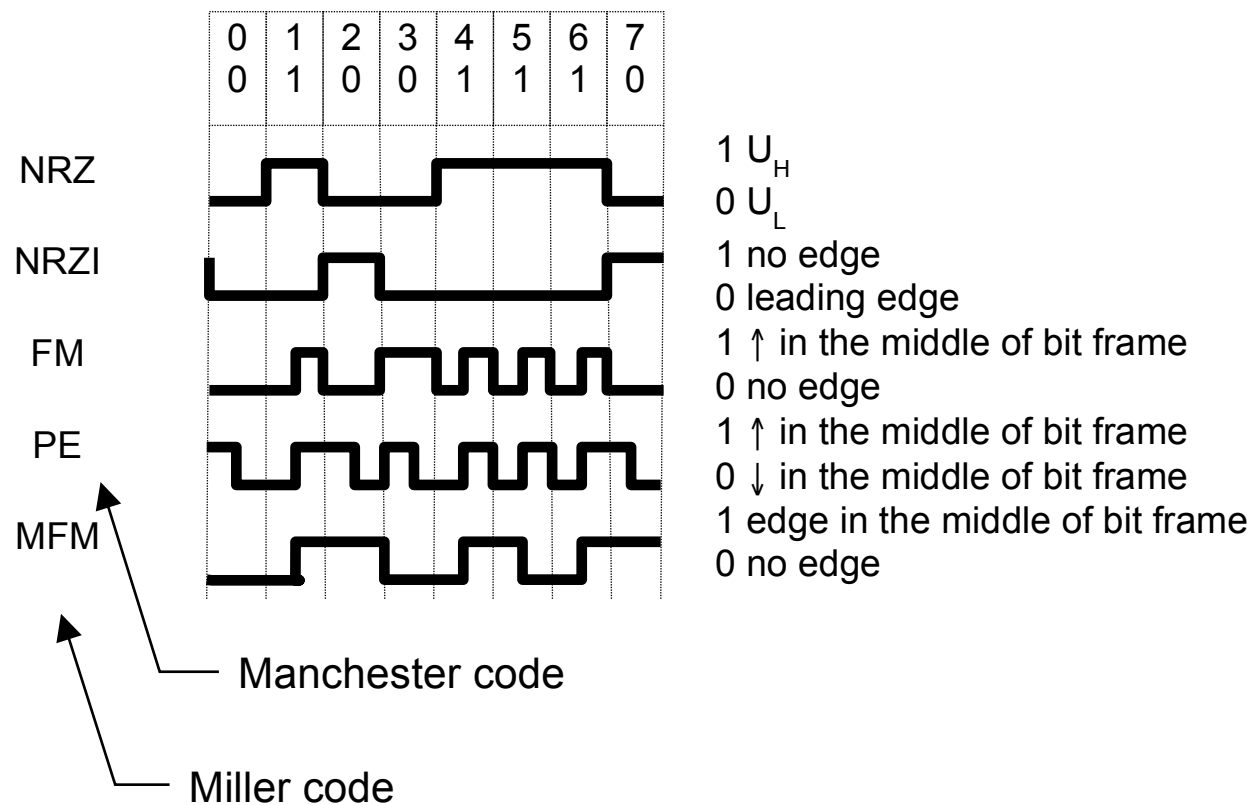 0 1 2 3 4 5 6 7
0 1 0 0 1 1 1 0
NRZ
1 U_H
0 U_L
NRZI
1 no edge
0 leading edge
FM
1 ↑ in the middle of bit frame
0 no edge
PE
1 ↑ in the middle of bit frame
0 ↓ in the middle of bit frame
MFM
1 edge in the middle of bit frame
0 no edge
Manchester code
Miller code